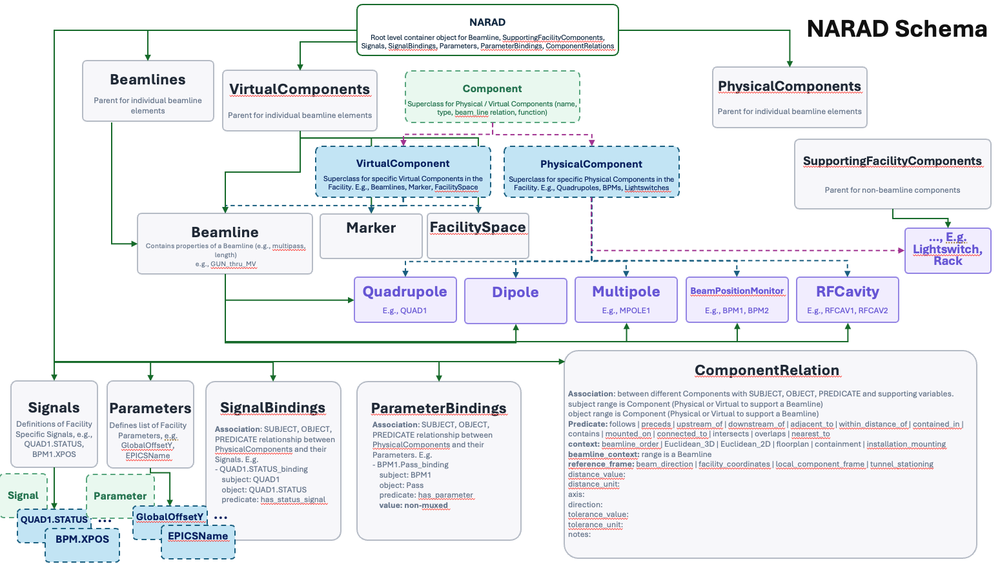 NARAD
Root level container object for Beamline, SupportingFacilityComponents,
Signals, SignalBindings, Parameters, ParameterBindings, ComponentRelations
NARAD Schema
Beamlines
Parent for individual beamline
elements
VirtualComponents
Parent for individual beamline elements
Component
Superclass for Physical / Virtual Components (name,
type, beam_line relation, function)
PhysicalComponents
Parent for individual beamline elements
VirtualComponent
Superclass for specific Virtual Components in the
Facility. E.g., Beamlines, Marker, FacilitySpace
PhysicalComponent
Superclass for specific Physical Components in the
Facility. E.g., Quadrupoles, BPMs, Lightswitches
SupportingFacilityComponents
Parent for non-beamline components
Beamline
Contains properties of a Beamline (e.g., multipass,
length)
e.g., GUN_thru_MV
Marker
FacilitySpace
..., E.g.
Lightswitch,
Rack
Quadrupole
E.g., QUAD1
Dipole
Multipole
E.g., MPOLE1
BeamPositionMonitor
E.g., BPM1, BPM2
RFCavity
E.g., RFCAV1, RFCAV2
Signals
Definitions of Facility
Specific Signals, e.g.,
QUAD1.STATUS,
BPM1.XPOS
Parameters
Defines list of Facility
Parameters, e.g.
GlobalOffsetY,
EPICSName
SignalBindings
Association: SUBJECT, OBJECT,
PREDICATE relationship between
PhysicalComponents and their
Signals. E.g.
- QUAD1.STATUS_binding
subject: QUAD1
object: QUAD1.STATUS
predicate: has_status_signal
ParameterBindings
Association: SUBJECT, OBJECT,
PREDICATE relationship between
PhysicalComponents and their
Parameters. E.g.
- BPM1.Pass_binding
subject: BPM1
object: Pass
predicate: has_parameter
value: non-muxed
ComponentRelation
Association: between different Components with SUBJECT, OBJECT, PREDICATE and supporting variables.
subject range is Component (Physical or Virtual to support a Beamline)
object range is Component (Physical or Virtual to support a Beamline)
Predicate: follows | preceds | upstream_of | downstream_of | adjacent_to | within_distance_of | contained_in |
contains | mounted_on | connected_to | intersects | overlaps | nearest_to
context: beamline_order | Euclidean_3D | Euclidean_2D | floorplan | containment | installation_mounting
beamline_context: range is a Beamline
reference_frame: beam_direction | facility_coordinates | local_component_frame | tunnel_stationing
distance_value:
distance_unit:
axis:
direction:
tolerance_value:
tolerance_unit:
notes:
Signal
QUAD1.STATUS
...
BPM.XPOS
Parameter
GlobalOffsetY
...
EPICSName